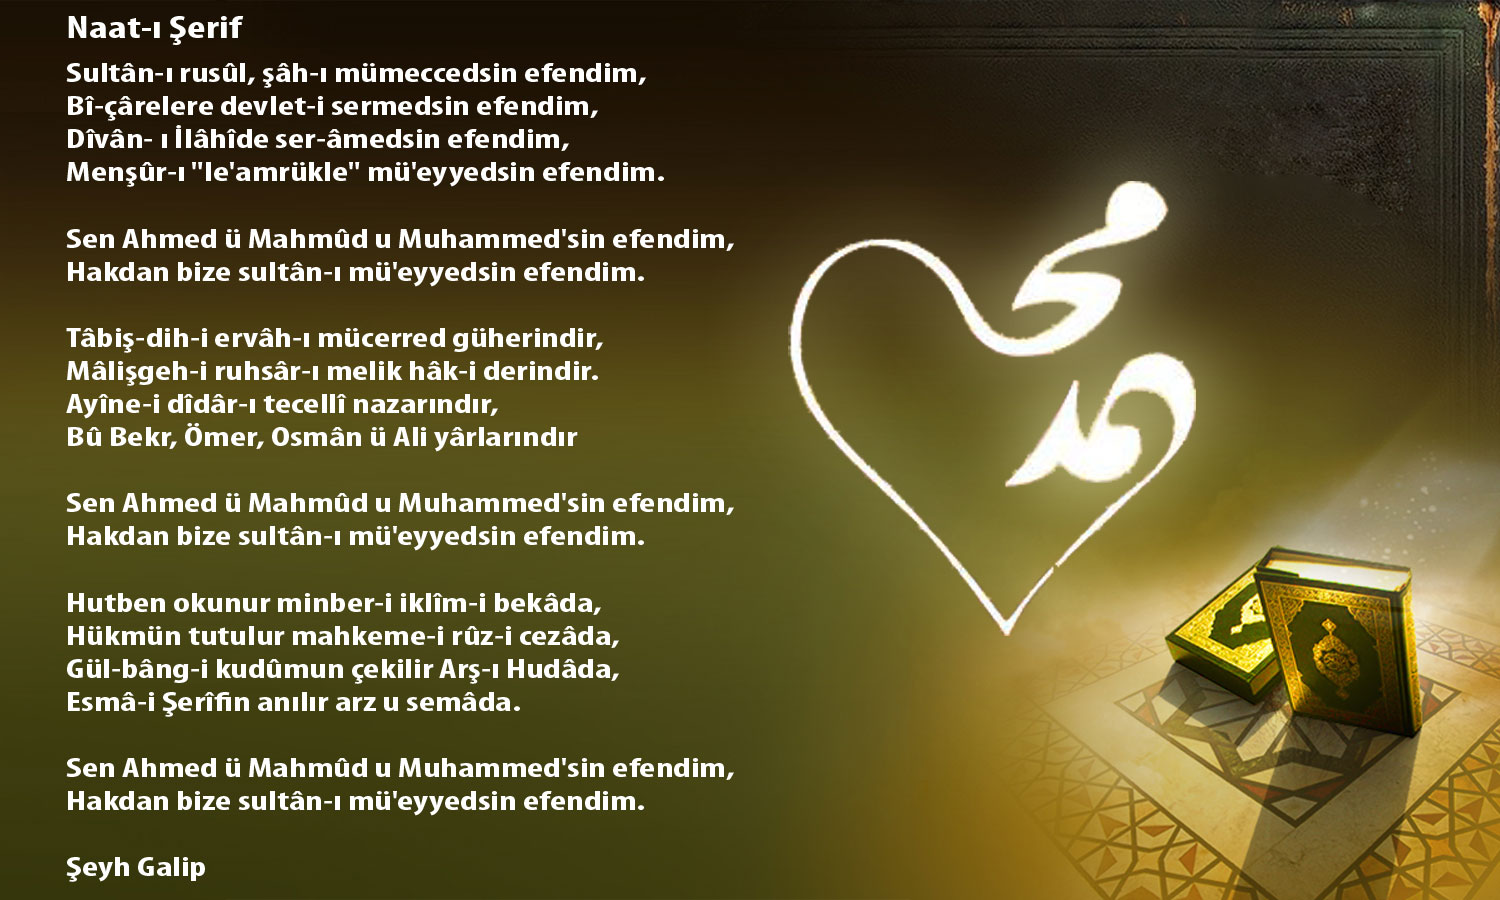 Naat-ı Şerif
Sultân-ı rusûl, şâh-ı mümeccedsin efendim,
Bî-çârelere devlet-i sermedsin efendim,
Dîvân- ı İlâhîde ser-âmedsin efendim,
Menşûr-ı "le'amrükle" mü'eyyedsin efendim.
Sen Ahmed ü Mahmûd u Muhammed'sin efendim,
Hakdan bize sultân-ı mü'eyyedsin efendim.
Tâbiş-dih-i ervâh-ı mücerred güherindir,
Mâlişgeh-i ruhsâr-ı melik hâk-i derindir.
Ayîne-i dîdâr-ı tecellî nazarındır,
Bû Bekr, Ömer, Osmân ü Ali yârlarındır
Sen Ahmed ü Mahmûd u Muhammed'sin efendim,
Hakdan bize sultân-ı mü'eyyedsin efendim.
Hutben okunur minber-i iklîm-i bekâda,
Hükmün tutulur mahkeme-i rûz-i cezâda,
Gül-bâng-i kudûmun çekilir Arş-ı Hudâda,
Esmâ-i Şerîfin anılır arz u semâda.
Sen Ahmed ü Mahmûd u Muhammed'sin efendim,
Hakdan bize sultân-ı mü'eyyedsin efendim.
Şeyh Galip
محمد